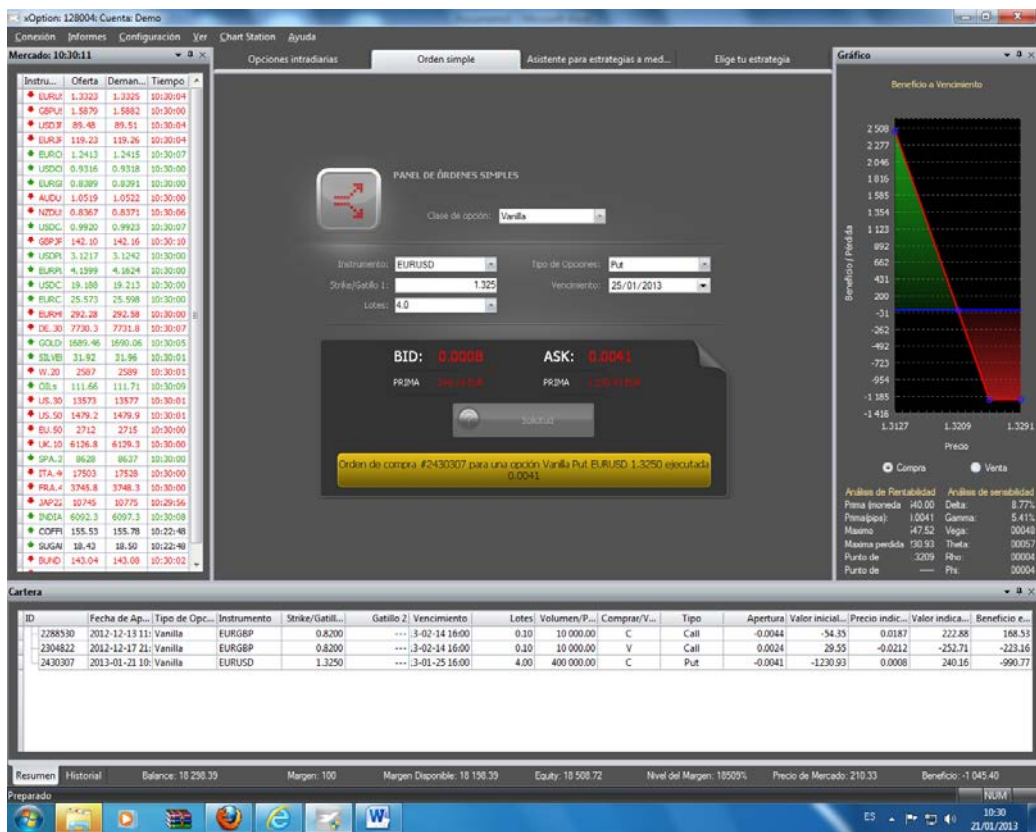 xOption: 128004: Cuenta: Demo
Conexión Informes Configuración Ver Chart Station Ayuda
Mercado: 10:30:11
Opciones intradiarias Orden simple Asistente para estrategias a med... Elige tu estrategia
Gráfico
Instru... Oferta Deman... Tiempo
1.3323 1.3325 10:30:04
1.5879 1.5882 10:30:00
89.48 89.51 10:30:04
119.23 119.26 10:30:04
1.2413 1.2415 10:30:07
0.9316 0.9318 10:30:00
0.8389 0.8391 10:30:00
1.0519 1.0522 10:30:00
0.8367 0.8371 10:30:06
0.9920 0.9923 10:30:07
142.10 142.16 10:30:10
3.1217 3.1242 10:30:00
4.1599 4.1624 10:30:00
19.188 19.213 10:30:00
25.573 25.598 10:30:00
292.28 292.58 10:30:00
DE.30 7730.3 7731.8 10:30:07
GOLD 1689.46 1690.06 10:30:05
SILVE 31.92 31.96 10:30:01
W.20 2587 2589 10:30:01
OILs 111.66 111.71 10:30:09
US.30 13573 13577 10:30:01
US.50 1479.2 1479.9 10:30:01
EU.50 2712 2715 10:30:00
UK.10 6126.8 6129.3 10:30:00
SPA.3 8628 8637 10:30:00
ITA.4 17503 17528 10:30:00
FRA.4 3745.8 3748.3 10:30:00
JAP22 10745 10775 10:29:56
INDIA 6092.3 6097.3 10:30:08
COFFI 155.53 155.78 10:22:48
SUGAI 18.43 18.50 10:22:48
BUND 143.04 143.08 10:30:02
PANEL DE ÓRDENES SIMPLES
Clase de opción: Vanilla
Instrumento: EURUSD Tipo de Opciones: Put
Strike/Gatillo 1: 1.325 Vencimiento: 25/01/2013
Lotes: 4.0
BID: 0.0008 ASK: 0.0041
PRIMA PRIMA
Solicitud
Orden de compra #2430307 para una opción Vanilla Put EURUSD 1.3250 ejecutada
0.0041
Beneficio a Vencimiento
Beneficio / Pérdida
2 508
2 277
2 046
1 816
1 585
1 354
1 123
892
662
431
200
-31
-262
-492
-723
-954
-1 185
-1 416
1.3127 1.3209 1.3291
Precio
Compra Venta
Análisis de Rentabilidad Análisis de sensibilidad
Prima (moneda Delta: 8.77%
Prima(pips): Gamma: 5.41%
Maximo 47.52 Vega: 00048
Maxima perdida 30.93 Theta: 00057
Punto de 3209 Rho: 00004
Punto de ---- Phi: 00004
Cartera
ID Fecha de Ap... Tipo de Opc... Instrumento Strike/Gatill... Gatillo 2 Vencimiento Lotes Volumen/P... Comprar/V... Tipo Apertura Valor inicial... Precio indic... Valor indica... Beneficio e...
2288530 2012-12-13 11: Vanilla EURGBP 0.8200 --- .3-02-14 16:00 0.10 10 000.00 C Call -0.0044 -54.35 0.0187 222.88 168.53
2304822 2012-12-17 21: Vanilla EURGBP 0.8200 --- .3-02-14 16:00 0.10 10 000.00 V Call 0.0024 29.55 -0.0212 -252.71 -223.16
2430307 2013-01-21 10: Vanilla EURUSD 1.3250 --- .3-01-25 16:00 4.00 400 000.00 C Put -0.0041 -1230.93 0.0008 240.16 -990.77
Resumen Historial Balance: 18 298.39 Margen: 100 Margen Disponible: 18 198.39 Equity: 18 508.72 Nivel del Margen: 18509% Precio de Mercado: 210.33 Beneficio: -1 045.40
Preparado NUM
ES 10:30
21/01/2013